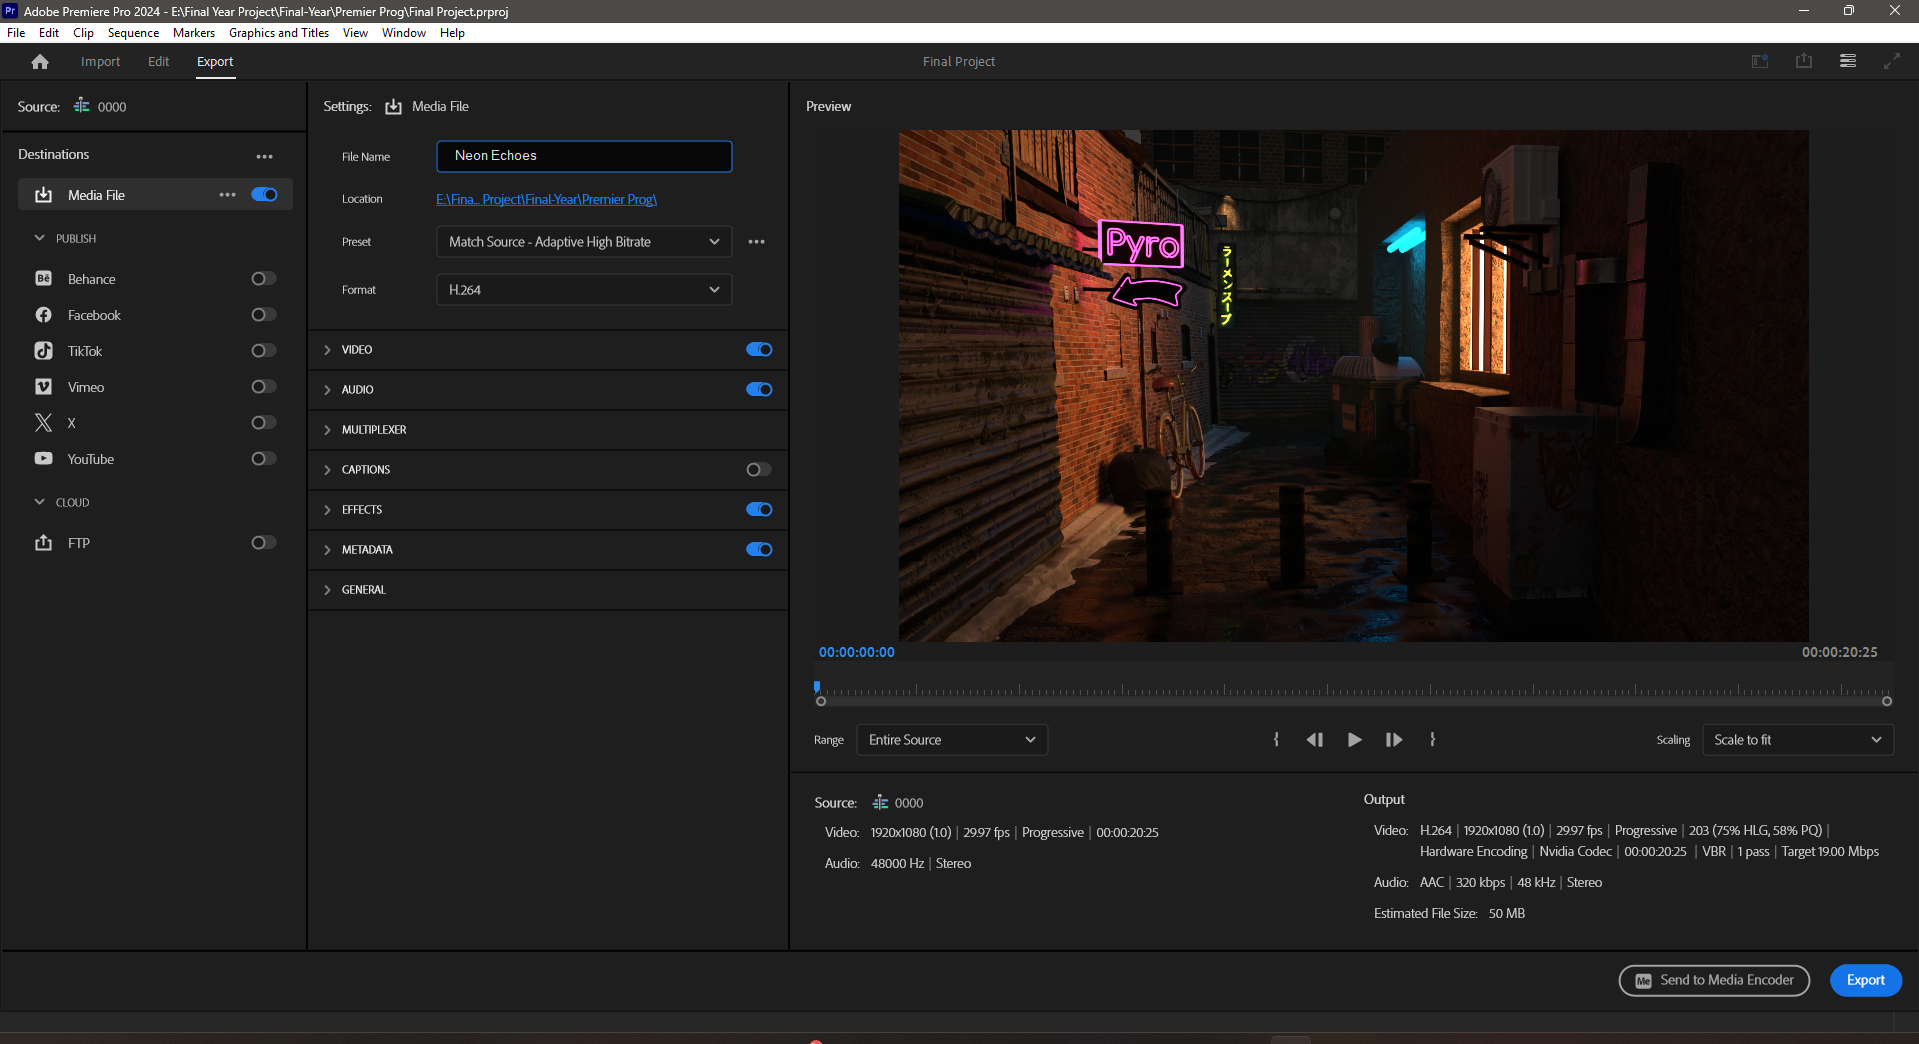 Pr Adobe Premiere Pro 2024 - E:\Final Year Project\Final-Year\Premier Prog\Final Project.prproj
File Edit Clip Sequence Markers Graphics and Titles View Window Help
Import Edit Export Final Project
Source: 0000
Destinations
Media File
PUBLISH
Behance
Facebook
TikTok
Vimeo
X
YouTube
CLOUD
FTP
Settings: Media File
File Name Neon Echoes
Location E:\Fina... Project\Final-Year\Premier Prog\
Preset Match Source - Adaptive High Bitrate
Format H.264
VIDEO
AUDIO
MULTIPLEXER
CAPTIONS
EFFECTS
METADATA
GENERAL
Preview
Pyro
ラーメンスープ
00:00:00:00 00:00:20:25
Range Entire Source Scaling Scale to fit
Source: 0000
Video: 1920x1080 (1.0) | 29.97 fps | Progressive | 00:00:20:25
Audio: 48000 Hz | Stereo
Output
Video: H.264 | 1920x1080 (1.0) | 29.97 fps | Progressive | 203 (75% HLG, 58% PQ) |
Hardware Encoding | Nvidia Codec | 00:00:20:25 | VBR | 1 pass | Target 19.00 Mbps
Audio: AAC | 320 kbps | 48 kHz | Stereo
Estimated File Size: 50 MB
Me Send to Media Encoder Export